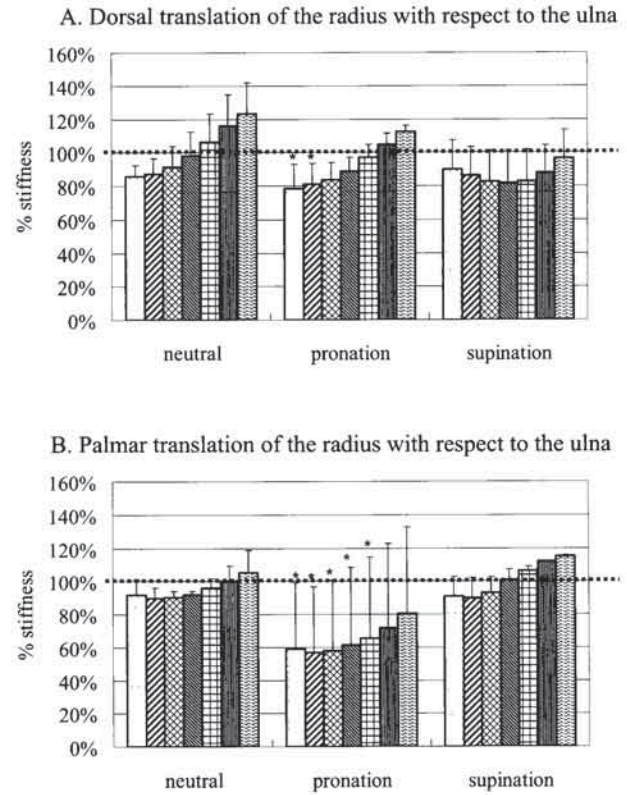 A. Dorsal translation of the radius with respect to the ulna
160%
140%
120%
100%
80%
60%
40%
20%
0%
% stiffness
* *
neutral pronation supination
B. Palmar translation of the radius with respect to the ulna
160%
140%
120%
100%
80%
60%
40%
20%
0%
% stiffness
* * * * *
neutral pronation supination